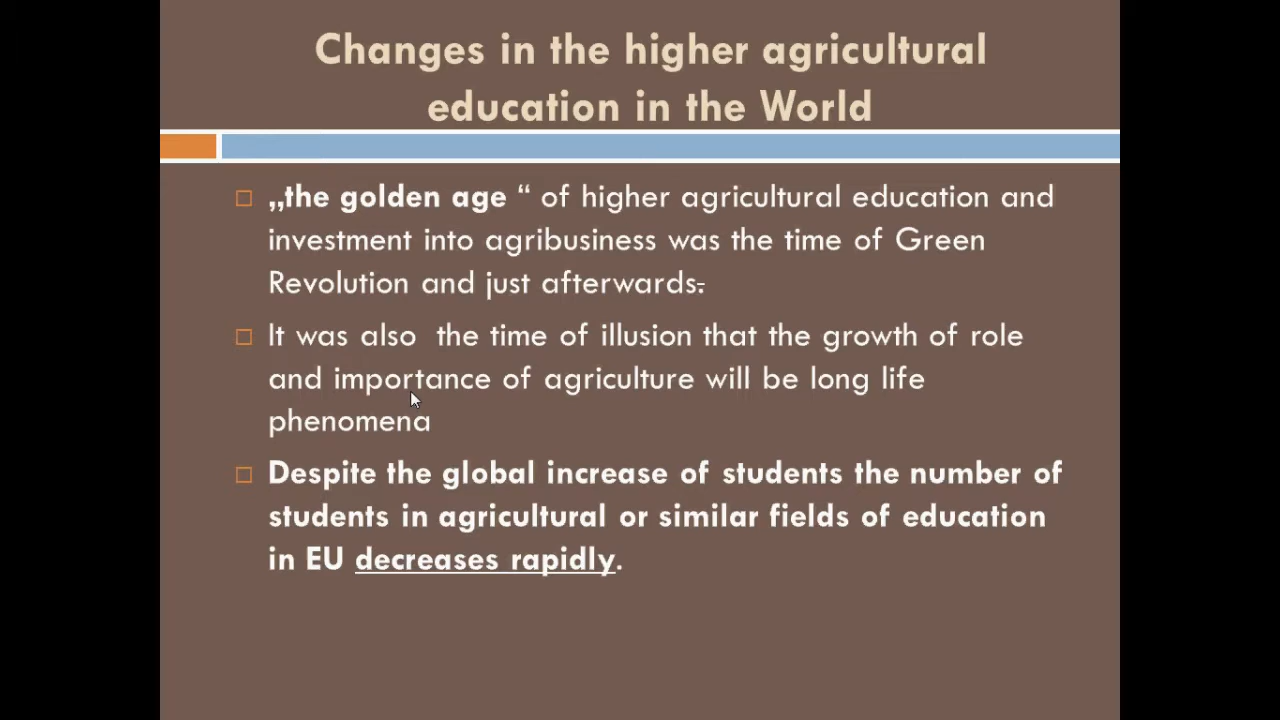 Changes in the higher agricultural
education in the World
„the golden age “ of higher agricultural education and
investment into agribusiness was the time of Green
Revolution and just afterwards.
It was also  the time of illusion that the growth of role
and importance of agriculture will be long life
phenomena
Despite the global increase of students the number of
students in agricultural or similar fields of education
in EU decreases rapidly.